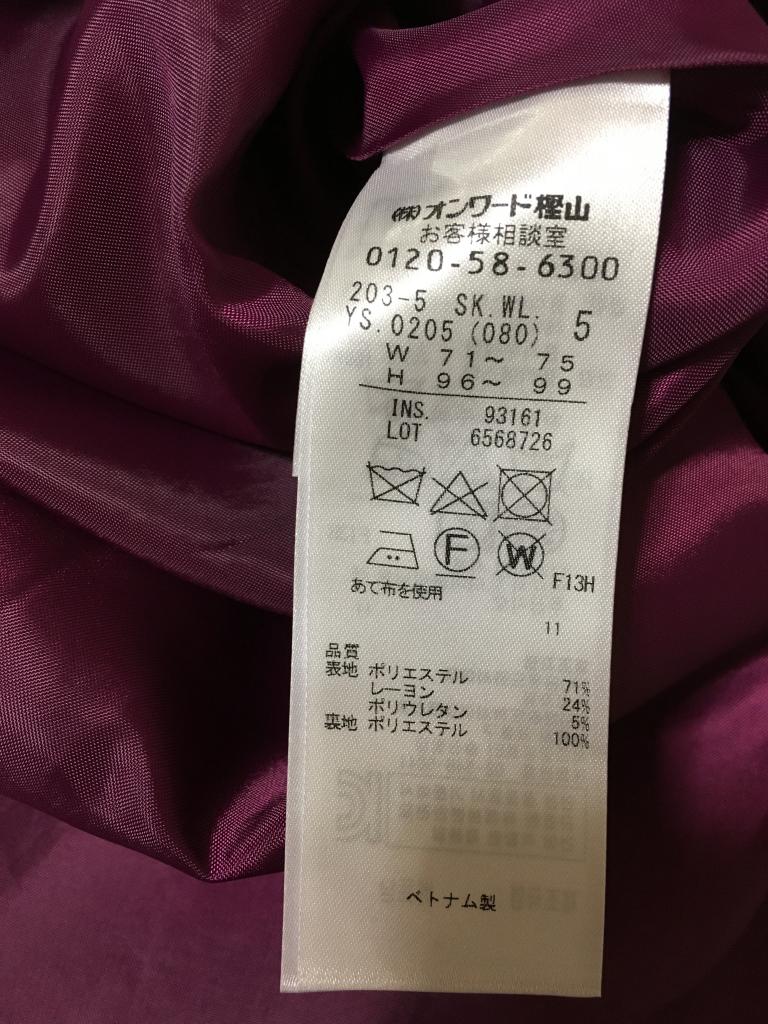 ㈱オンワード樫山
お客様相談室
0120-58-6300
203-5 SK.WL. 5
YS.0205 (080)
W 71～ 75
H 96～ 99
INS. 93161
LOT 6568726
F W F13H
あて布を使用
11
品質
表地 ポリエステル 71%
レーヨン 24%
ポリウレタン 5%
裏地 ポリエステル 100%
ベトナム製